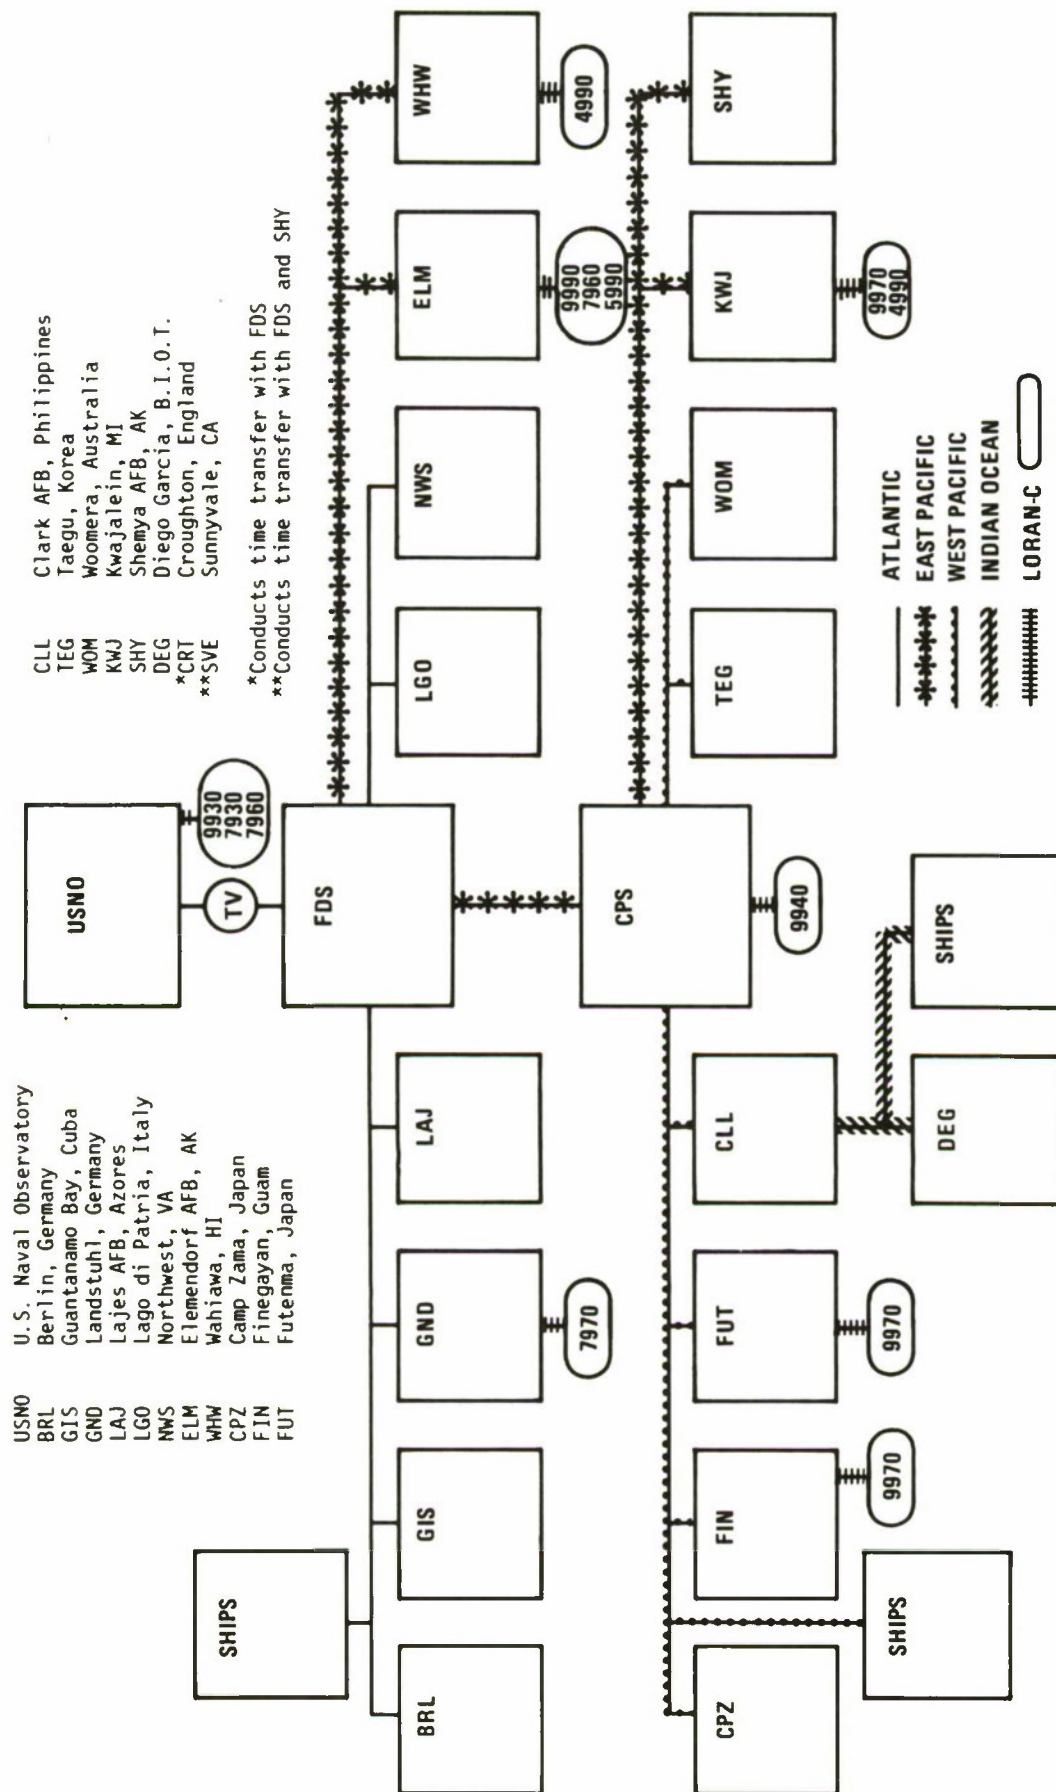 USNO U.S. Naval Observatory
BRL Berlin, Germany
GIS Guantanamo Bay, Cuba
GND Landstuhl, Germany
LAJ Lajes AFB, Azores
LGO Lago di Patria, Italy
NWS Northwest, VA
ELM Elemendorf AFB, AK
WHW Wahiawa, HI
CPZ Camp Zama, Japan
FIN Finegayan, Guam
FUT Futenma, Japan
CLL Clark AFB, Philippines
TEG Taegu, Korea
WOM Woomera, Australia
KWJ Kwajalein, MI
SHY Shemya AFB, AK
DEG Diego Garcia, B.I.O.T.
*CRT Croughton, England
**SVE Sunnyvale, CA
*Conducts time transfer with FDS
**Conducts time transfer with FDS and SHY
USNO
TV
9930
7930
7960
SHIPS
FDS
BRL
GIS
GND
LAJ
LGO
NWS
ELM
WHW
7970
9990
7960
5990
4990
CPS
CPZ
FIN
FUT
CLL
TEG
WOM
KWJ
SHY
9940
SHIPS
9970
9970
9970
4990
DEG
SHIPS
ATLANTIC
EAST PACIFIC
WEST PACIFIC
INDIAN OCEAN
LORAN-C